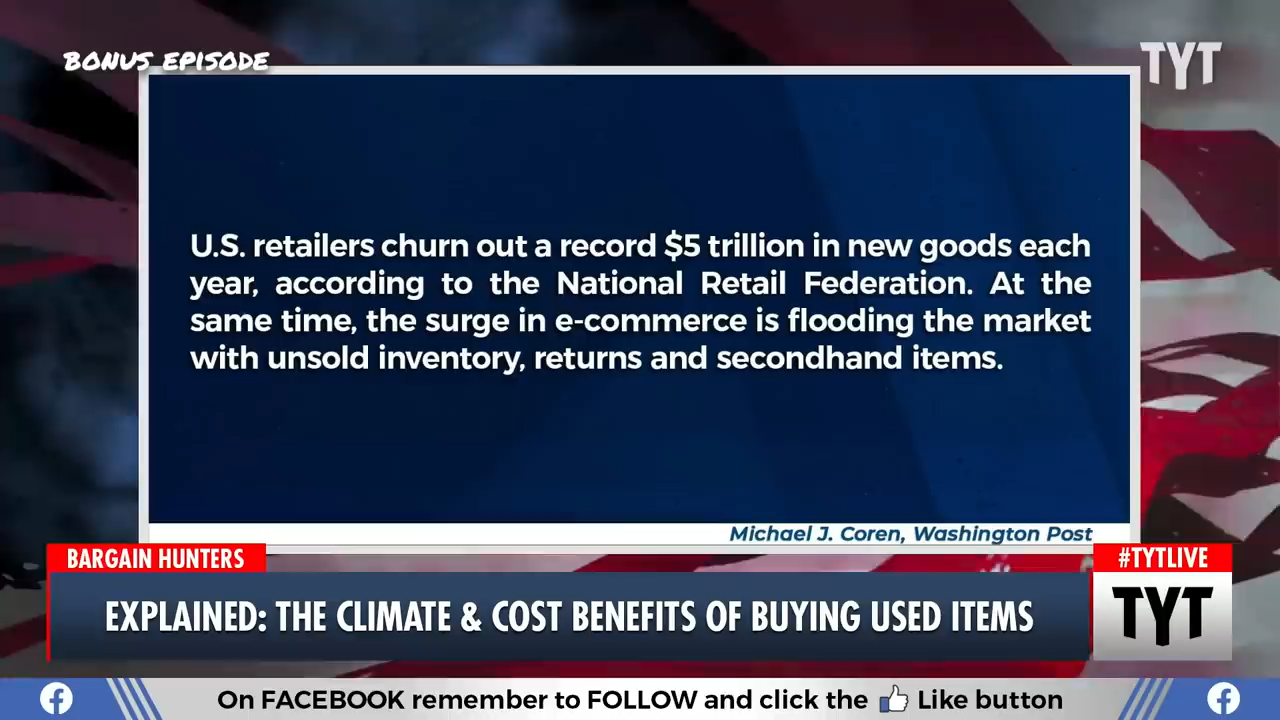 BONUS EPISODE
TYT
U.S. retailers churn out a record $5 trillion in new goods each
year, according to the National Retail Federation. At the
same time, the surge in e-commerce is flooding the market
with unsold inventory, returns and secondhand items.
Michael J. Coren, Washington Post
BARGAIN HUNTERS
#TYTLIVE
EXPLAINED: THE CLIMATE & COST BENEFITS OF BUYING USED ITEMS
TYT
On FACEBOOK remember to FOLLOW and click the Like button